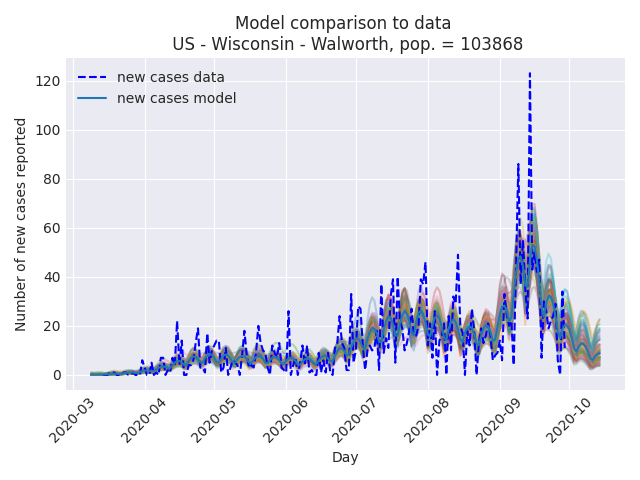 Model comparison to data
US - Wisconsin - Walworth, pop. = 103868
new cases data
new cases model
Number of new cases reported
120
100
80
60
40
20
0
2020-03
2020-04
2020-05
2020-06
2020-07
2020-08
2020-09
2020-10
Day